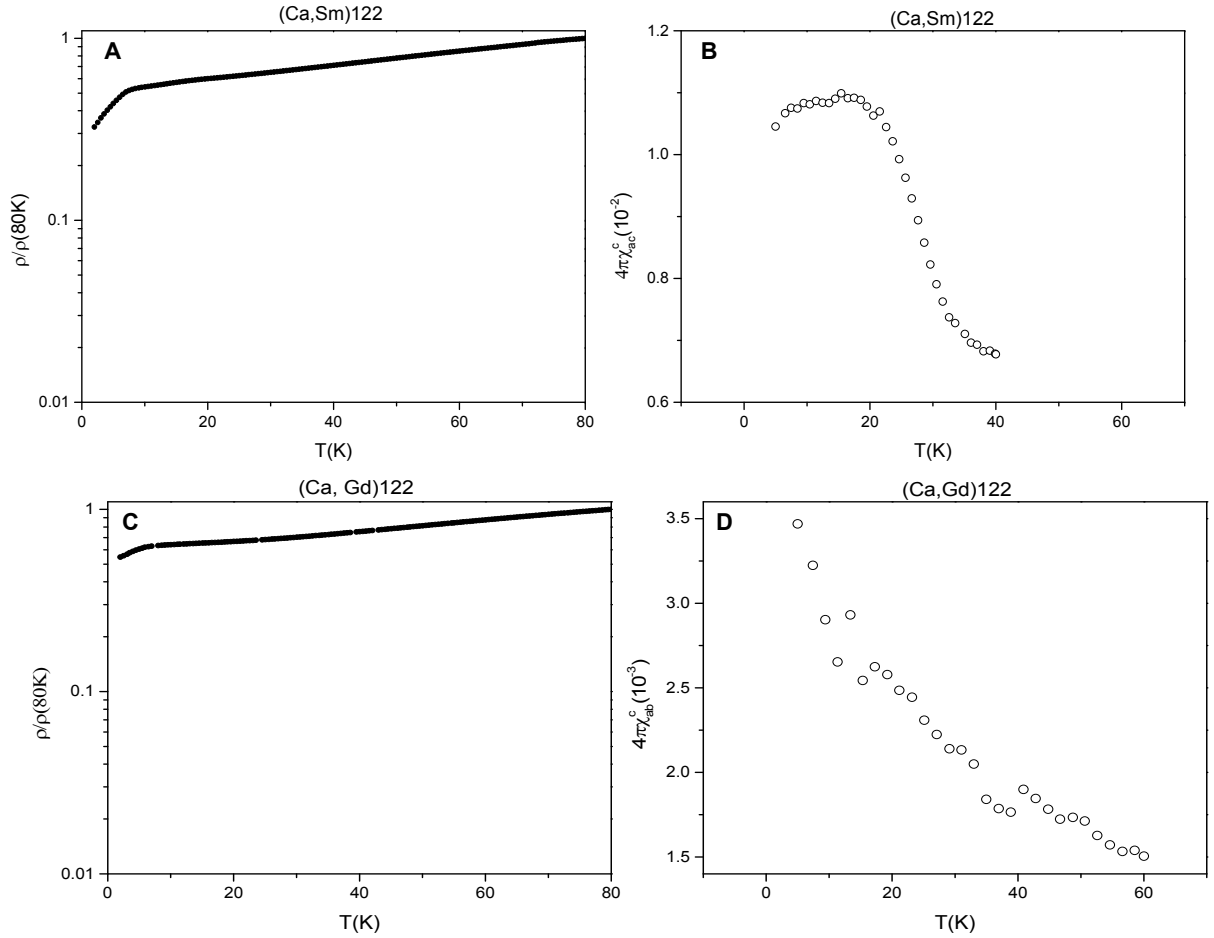 (Ca,Sm)122
A
1
0.1
0.01
ρ/ρ(80K)
0 20 40 60 80
T(K)
(Ca,Sm)122
B
1.2
1.0
0.8
0.6
4πχ^c_ac(10^-2)
0 20 40 60
T(K)
(Ca, Gd)122
C
1
0.1
0.01
ρ/ρ(80K)
0 20 40 60 80
T(K)
(Ca,Gd)122
D
3.5
3.0
2.5
2.0
1.5
4πχ^c_ab(10^-3)
0 20 40 60
T(K)